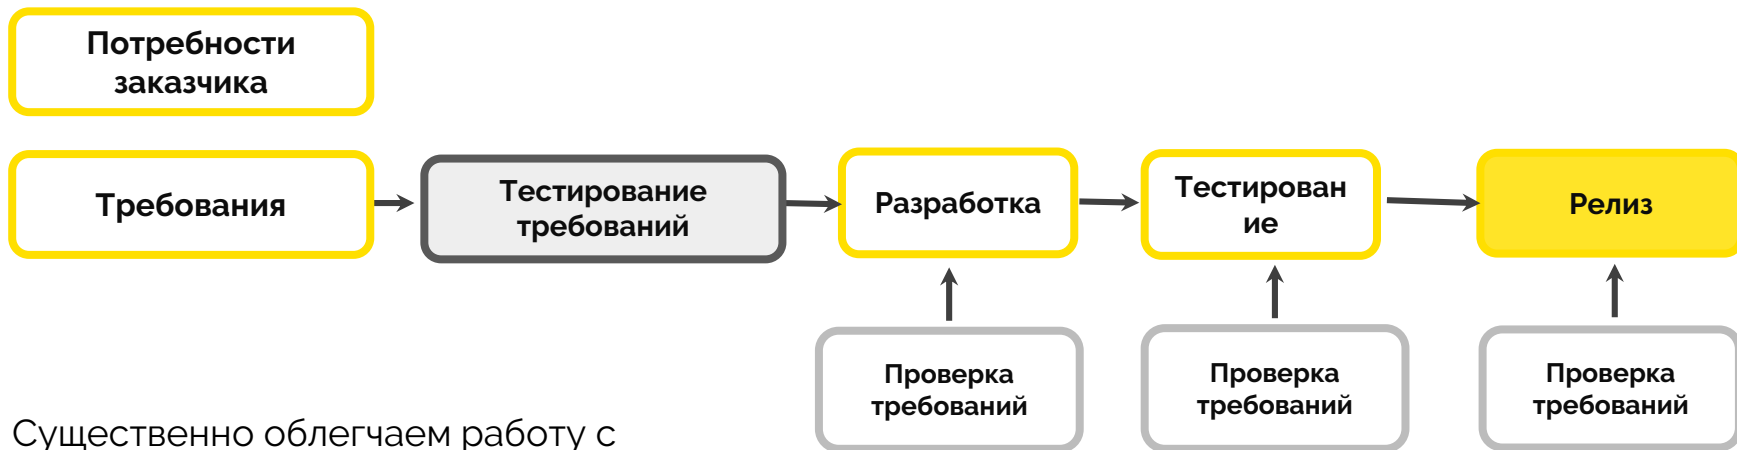 Потребности
заказчика
Требования
Тестирование
требований
Разработка
Тестирован
ие
Релиз
Проверка
требований
Проверка
требований
Проверка
требований
Существенно облегчаем работу с